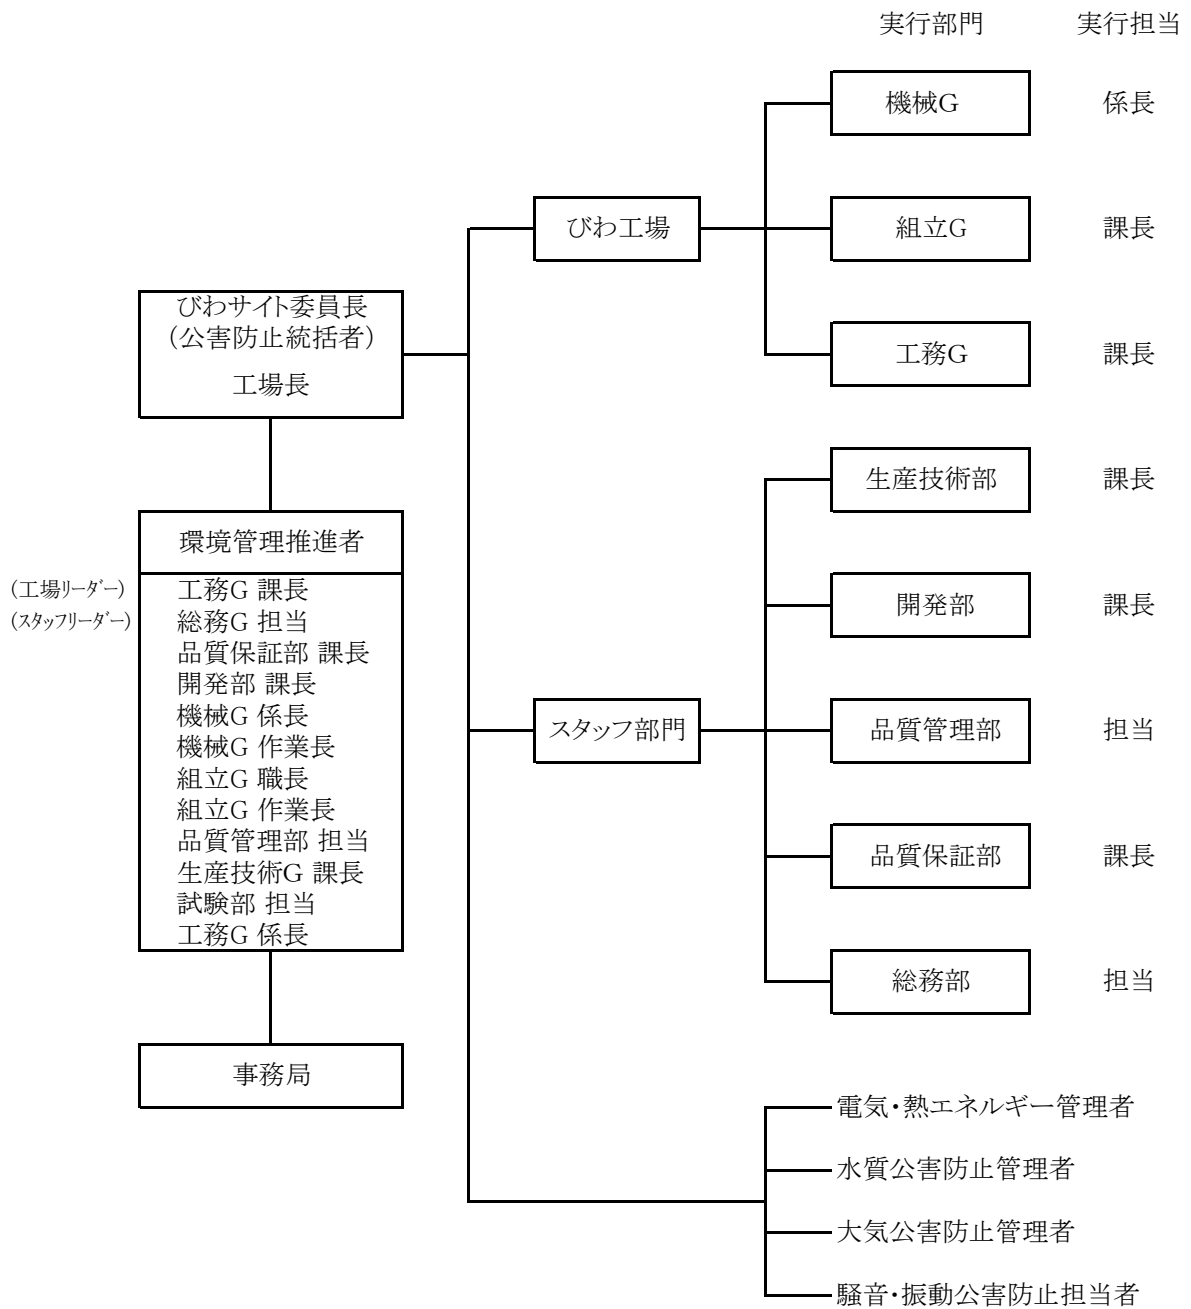 実行部門 実行担当
機械G 係長
びわ工場 組立G 課長
びわサイト委員長
（公害防止統括者）
工場長
工務G 課長
生産技術部 課長
環境管理推進者
(工場リーダー) 工務G 課長
(スタッフリーダー) 総務G 担当
品質保証部 課長
開発部 課長
機械G 係長
機械G 作業長
組立G 職長
組立G 作業長
品質管理部 担当
生産技術G 課長
試験部 担当
工務G 係長
開発部 課長
スタッフ部門 品質管理部 担当
品質保証部 課長
総務部 担当
事務局
電気・熱エネルギー管理者
水質公害防止管理者
大気公害防止管理者
騒音・振動公害防止担当者